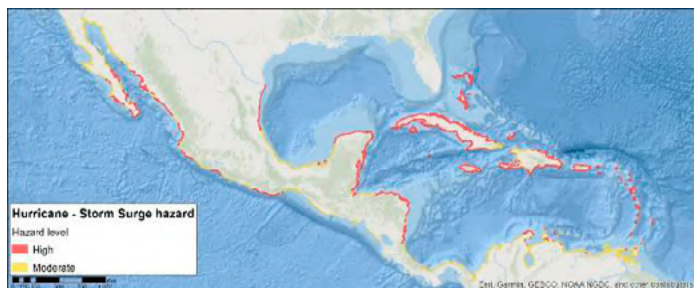 Hurricane - Storm Surge hazard
Hazard level
High
Moderate
Esri, Garmin, GEBCO, NOAA NGDC, and other contributors